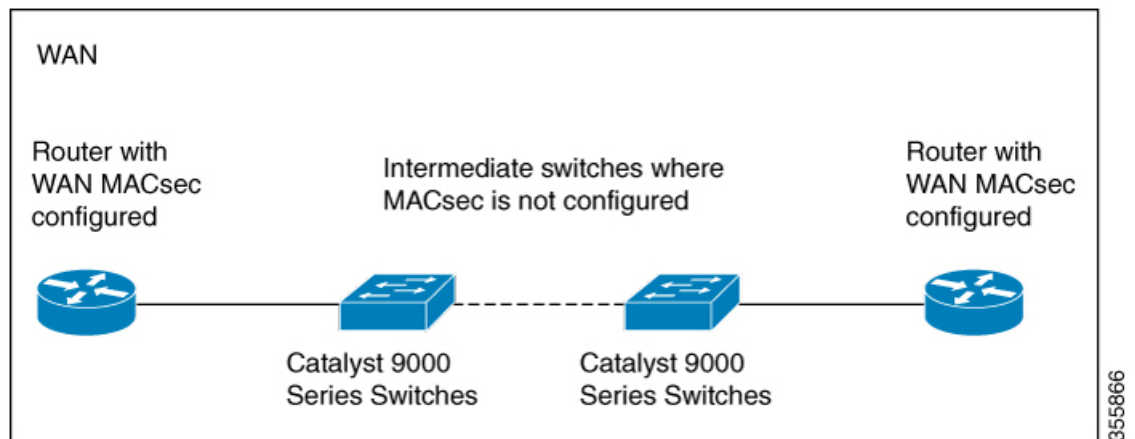 WAN
Router with
WAN MACsec
configured
Intermediate switches where
MACsec is not configured
Router with
WAN MACsec
configured
Catalyst 9000
Series Switches
Catalyst 9000
Series Switches
355866